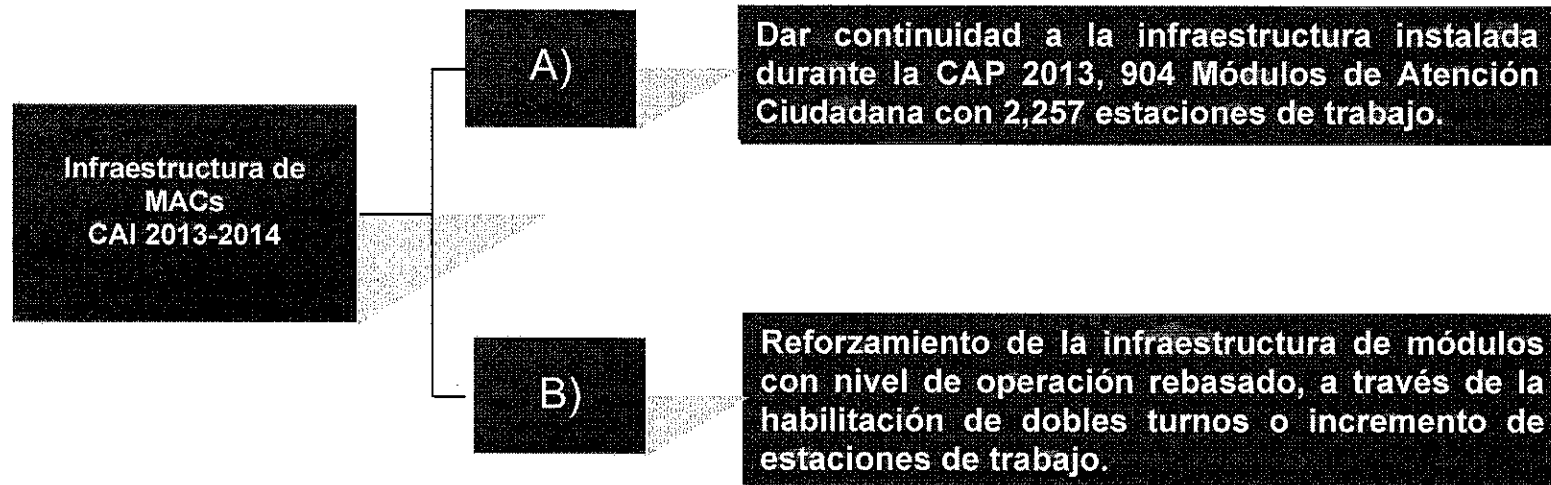 Infraestructura de
MACs
CAI 2013-2014
A)
Dar continuidad a la infraestructura instalada
durante la CAP 2013, 904 Módulos de Atención
Ciudadana con 2,257 estaciones de trabajo.
B)
Reforzamiento de la infraestructura de módulos
con nivel de operación rebasado, a través de la
habilitación de dobles turnos o incremento de
estaciones de trabajo.